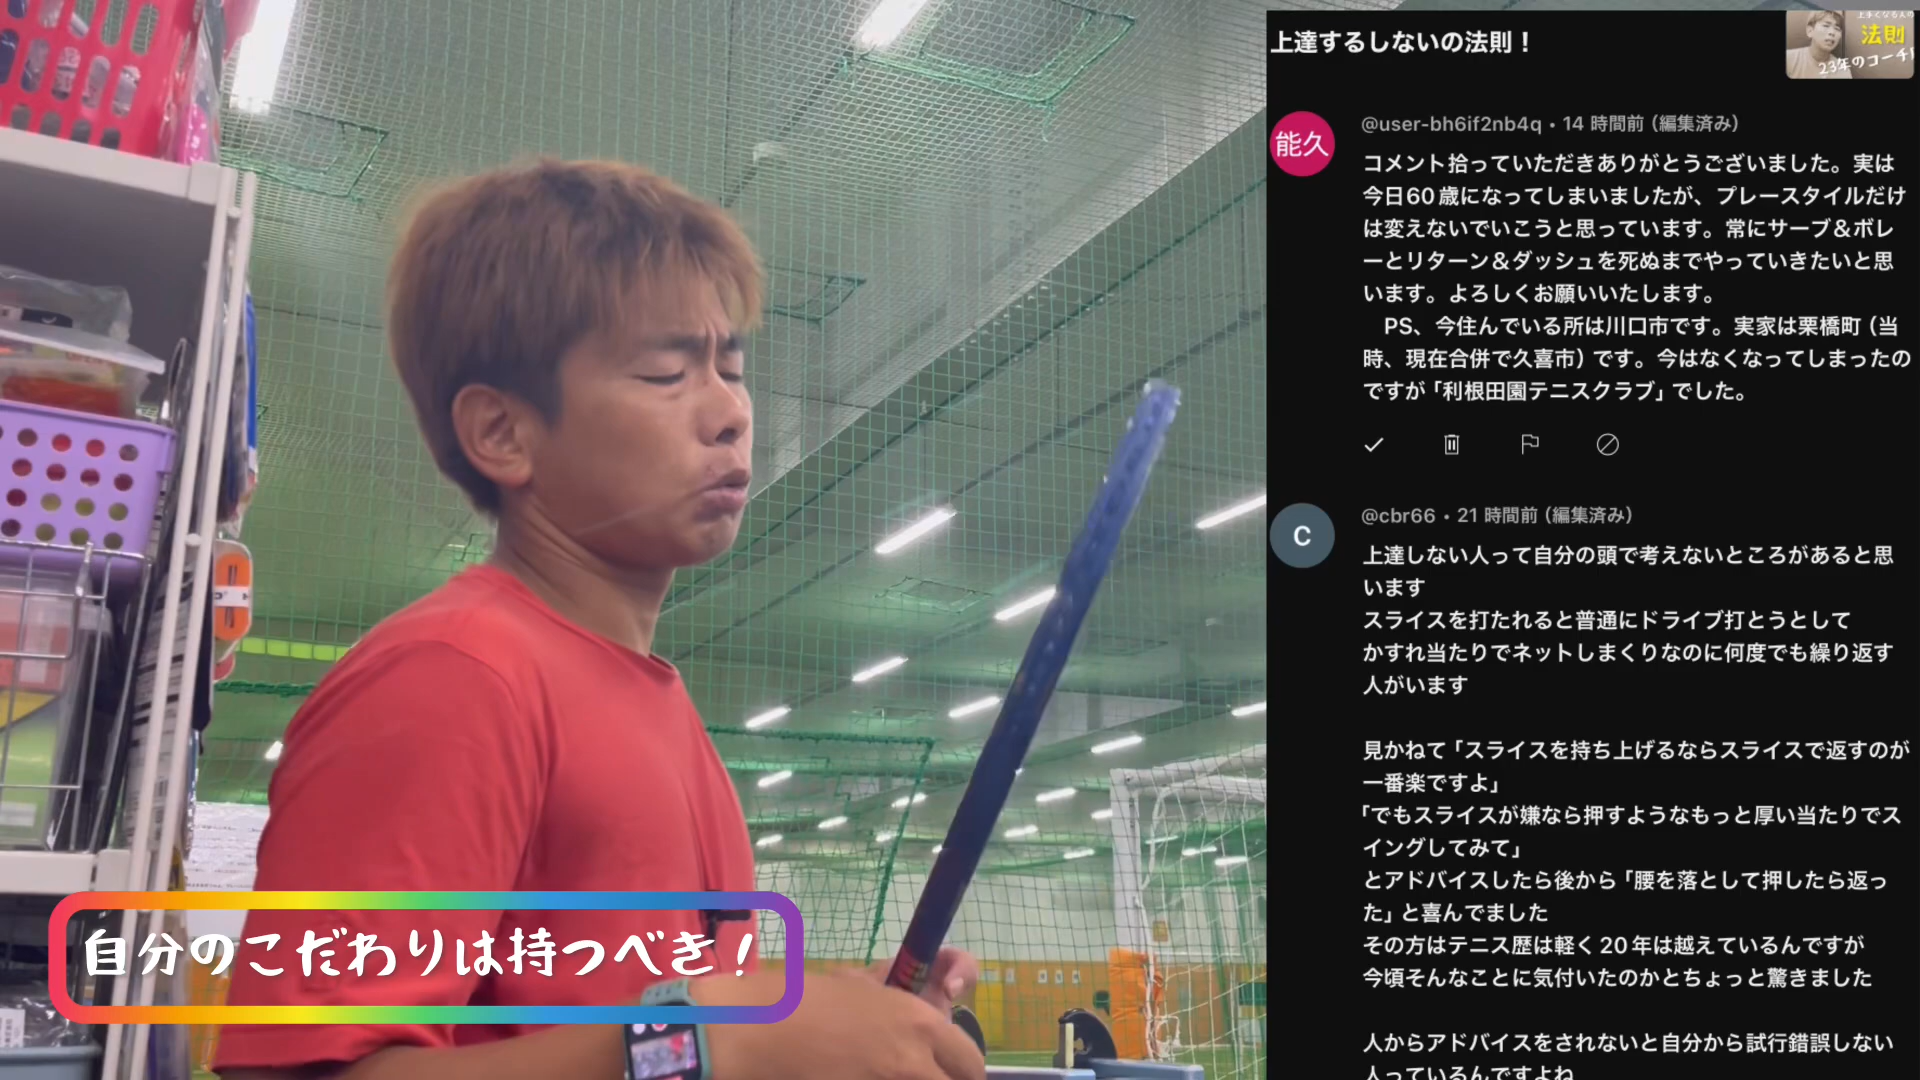 上達するしないの法則！
法則
23年のコーチ
能久
@user-bh6if2nb4q・14 時間前（編集済み）
コメント拾っていただきありがとうございました。実は
今日60歳になってしまいましたが、プレースタイルだけ
は変えないでいこうと思っています。常にサーブ＆ボレ
ーとリターン＆ダッシュを死ぬまでやっていきたいと思
います。よろしくお願いいたします。
PS、今住んでいる所は川口市です。実家は栗橋町（当
時、現在合併で久喜市）です。今はなくなってしまったの
ですが「利根田園テニスクラブ」でした。
C
@cbr66・21 時間前（編集済み）
上達しない人って自分の頭で考えないところがあると思
います
スライスを打たれると普通にドライブ打とうとして
かすれ当たりでネットしまくりなのに何度でも繰り返す
人がいます
見かねて「スライスを持ち上げるならスライスで返すのが
一番楽ですよ」
「でもスライスが嫌なら押すようなもっと厚い当たりでス
イングしてみて」
とアドバイスしたら後から「腰を落として押したら返っ
た」と喜んでました
その方はテニス歴は軽く20年は越えているんですが
今頃そんなことに気付いたのかとちょっと驚きました
人からアドバイスをされないと自分から試行錯誤しない
人っているんですよね
自分のこだわりは持つべき！